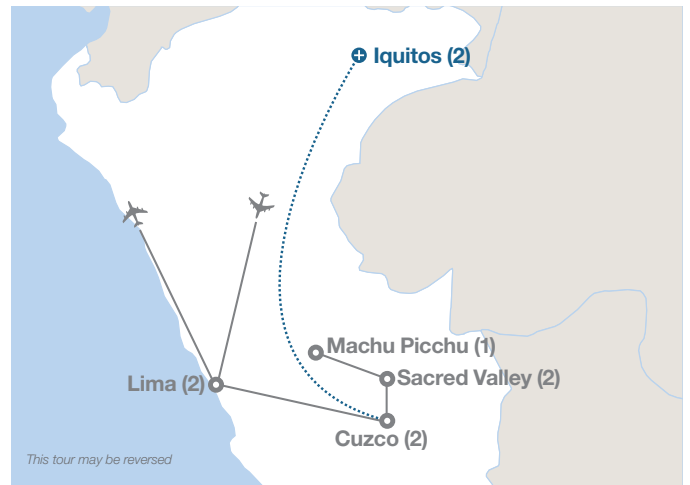 Iquitos (2)
Machu Picchu (1)
Sacred Valley (2)
Lima (2)
Cuzco (2)
This tour may be reversed